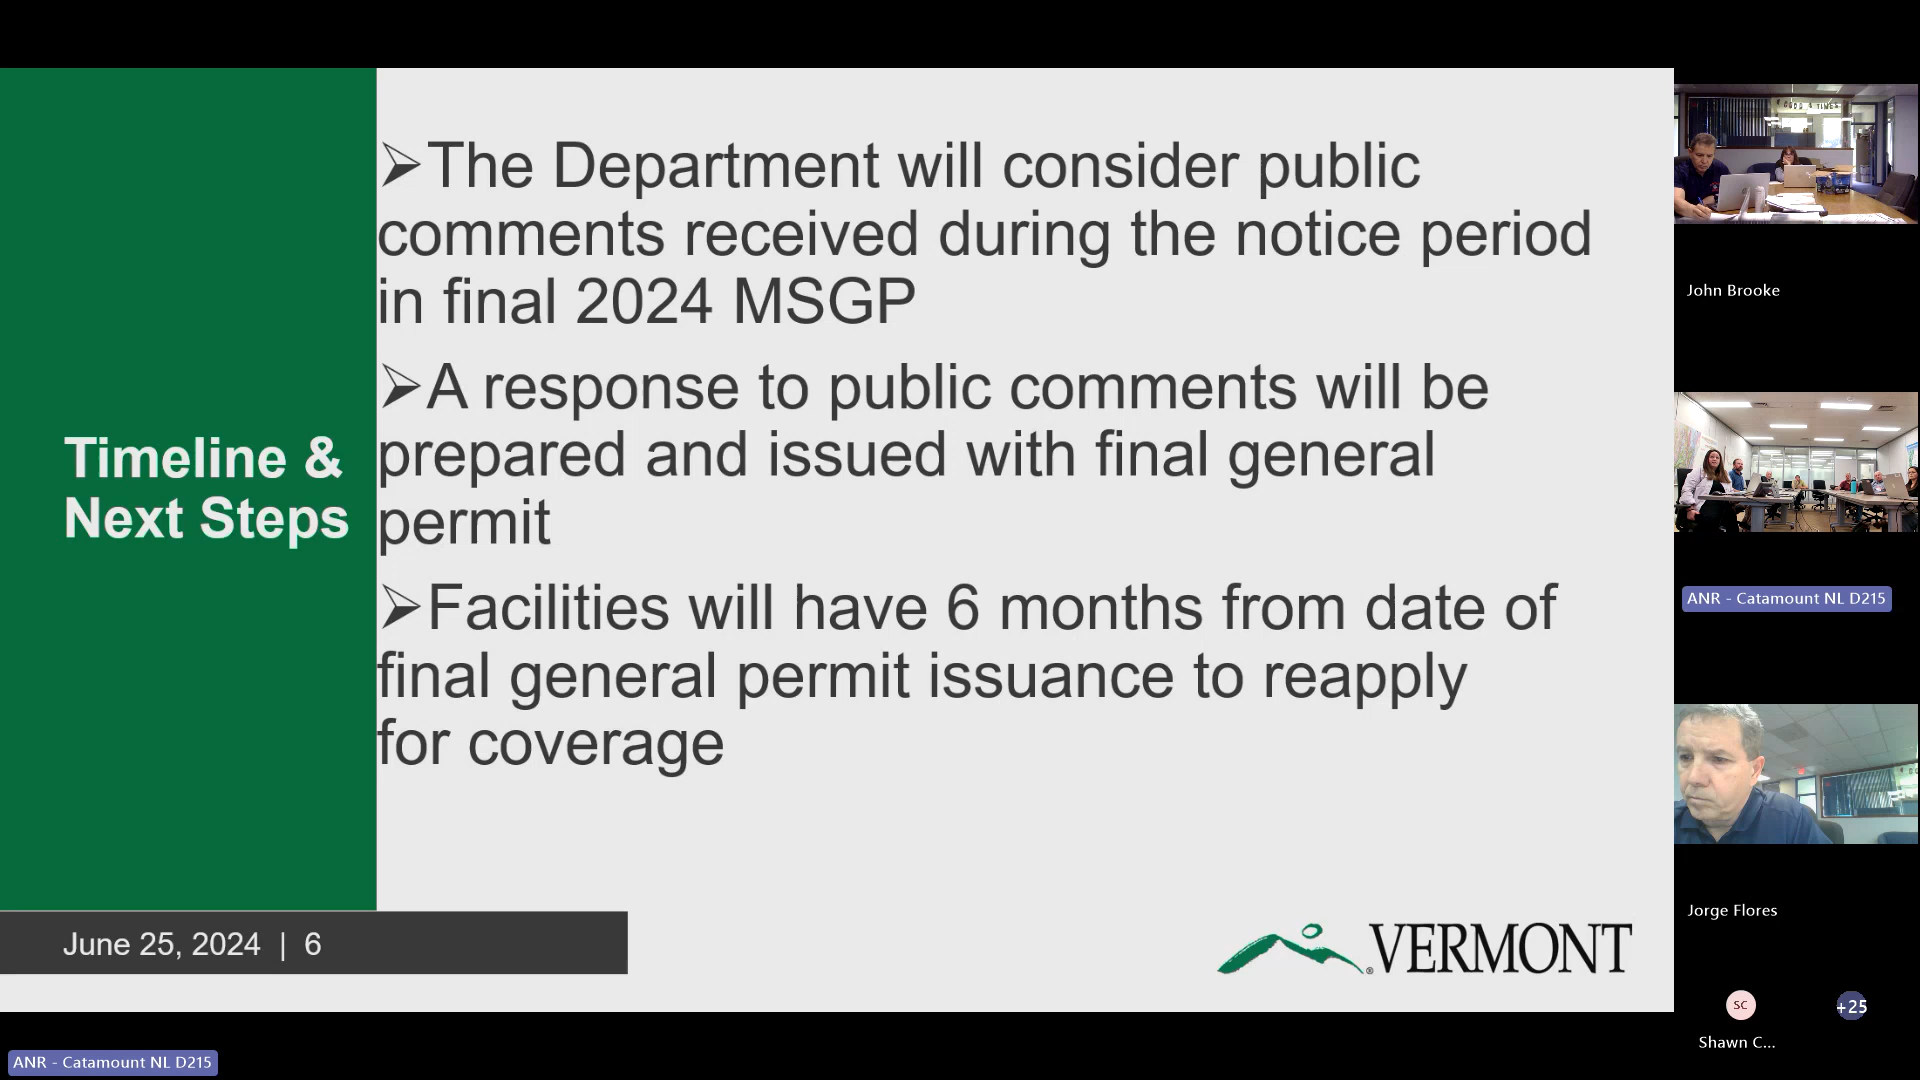 Timeline &
Next Steps
➢The Department will consider public
comments received during the notice period
in final 2024 MSGP
➢A response to public comments will be
prepared and issued with final general
permit
➢Facilities will have 6 months from date of
final general permit issuance to reapply
for coverage
June 25, 2024 | 6
® VERMONT
John Brooke
ANR - Catamount NL D215
Jorge Flores
SC
+25
Shawn C...
ANR - Catamount NL D215